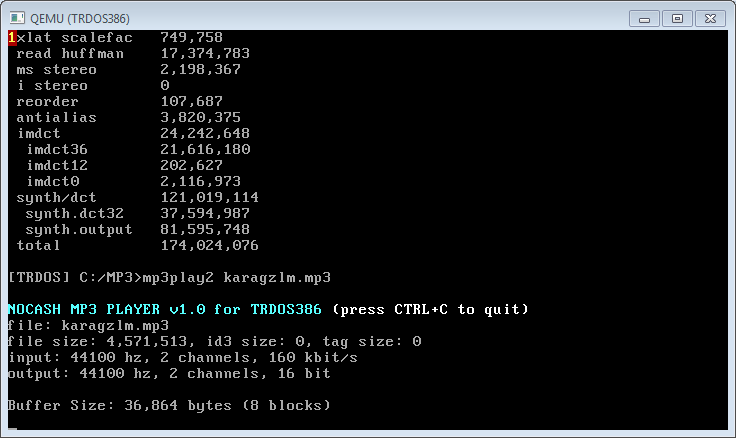 QEMU (TRDOS386)
1xlat scalefac   749,758
 read huffman    17,374,783
 ms stereo       2,198,367
 i stereo        0
 reorder         107,687
 antialias       3,820,375
 imdct           24,242,648
  imdct36        21,616,180
  imdct12        202,627
  imdct0         2,116,973
 synth/dct       121,019,114
  synth.dct32    37,594,987
  synth.output   81,595,748
 total           174,024,076
[TRDOS] C:/MP3>mp3play2 karagzlm.mp3
NOCASH MP3 PLAYER v1.0 for TRDOS386 (press CTRL+C to quit)
file: karagzlm.mp3
file size: 4,571,513, id3 size: 0, tag size: 0
input: 44100 hz, 2 channels, 160 kbit/s
output: 44100 hz, 2 channels, 16 bit
Buffer Size: 36,864 bytes (8 blocks)